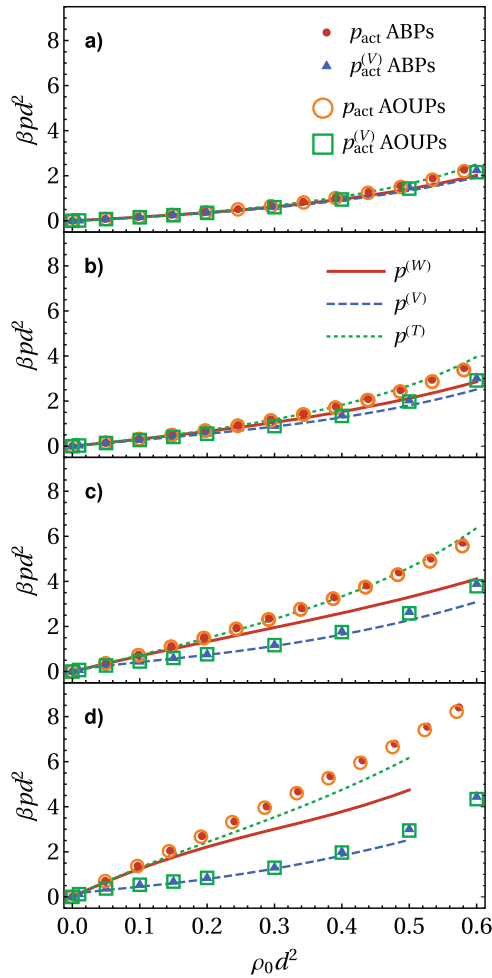 a)
p_act ABPs
p_act^(V) ABPs
p_act AOUPs
p_act^(V) AOUPs
βpd²
8
6
4
2
0
b)
p^(W)
p^(V)
p^(T)
βpd²
8
6
4
2
0
c)
βpd²
8
6
4
2
0
d)
βpd²
8
6
4
2
0
0.0 0.1 0.2 0.3 0.4 0.5 0.6
ρ₀d²